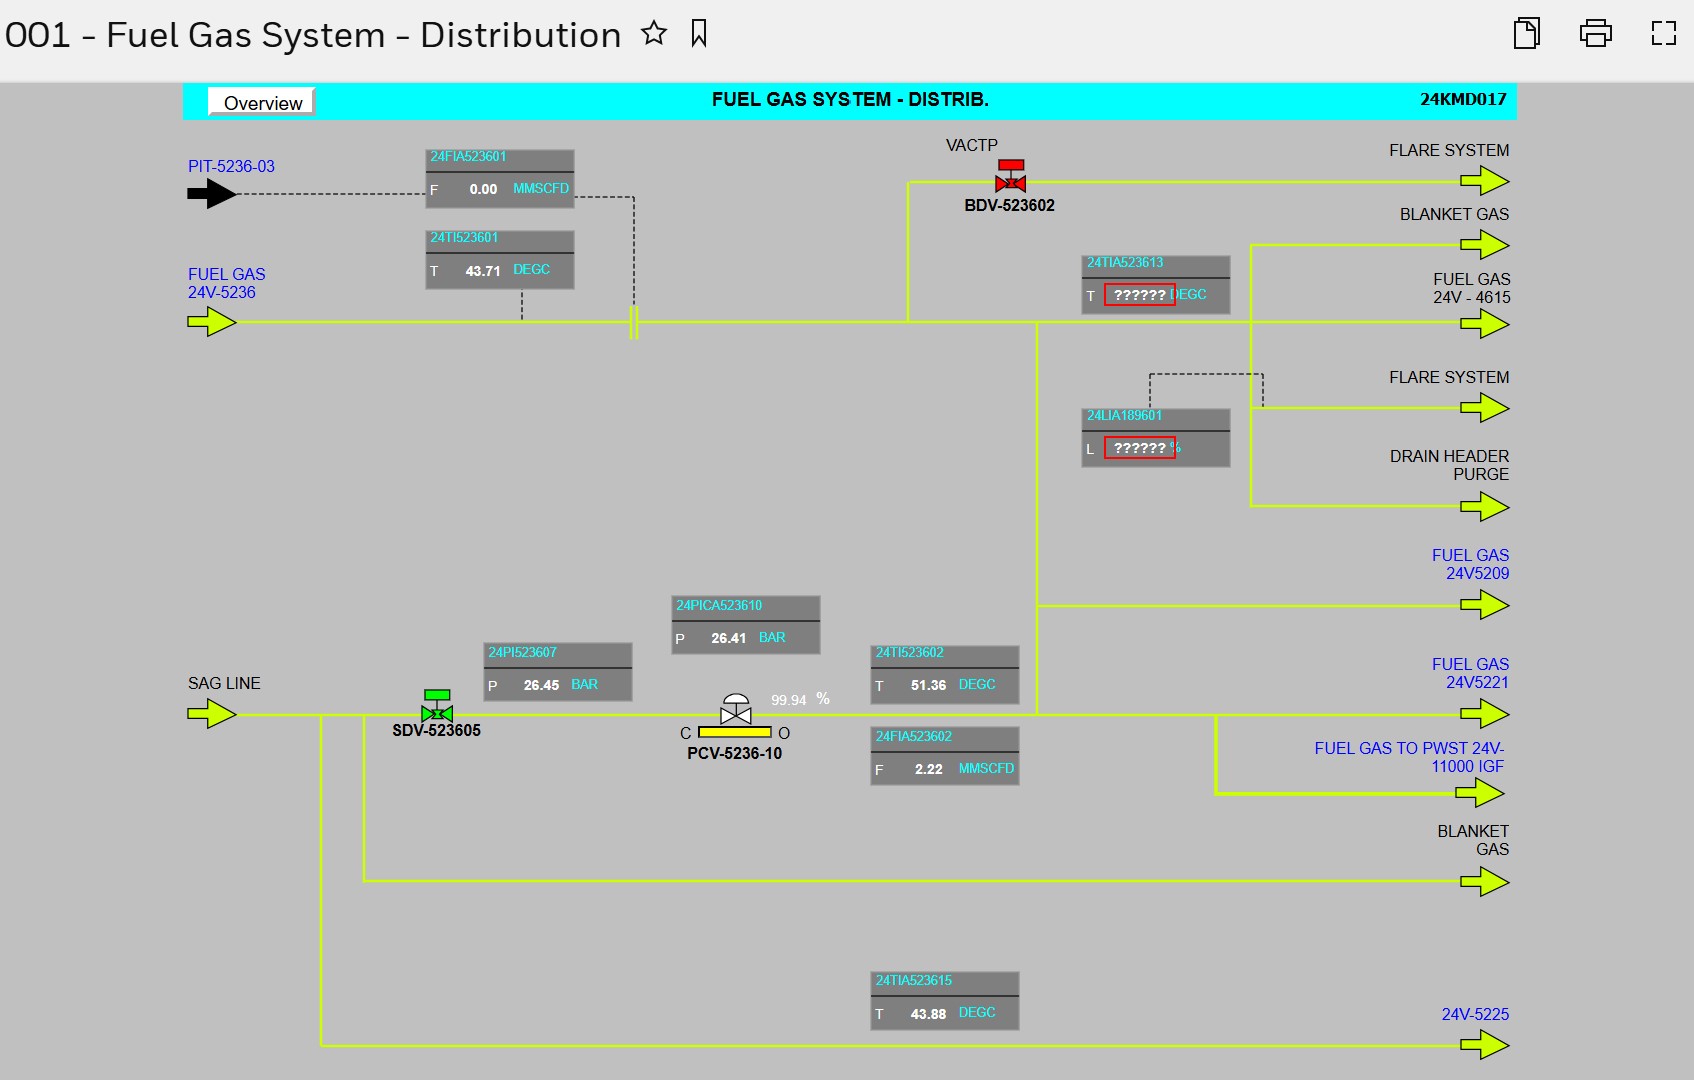 001 - Fuel Gas System - Distribution
Overview
FUEL GAS SYSTEM - DISTRIB.
24KMD017
PIT-5236-03
24FIA523601
F 0.00 MMSCFD
24TI523601
T 43.71 DEGC
FUEL GAS
24V-5236
VACTP
BDV-523602
FLARE SYSTEM
BLANKET GAS
24TIA523613
T ?????? DEGC
FUEL GAS
24V - 4615
FLARE SYSTEM
24LIA189601
L ?????? %
DRAIN HEADER
PURGE
FUEL GAS
24V5209
24PICA523610
P 26.41 BAR
24PI523607
P 26.45 BAR
24TI523602
T 51.36 DEGC
FUEL GAS
24V5221
SAG LINE
SDV-523605
99.94 %
C O
PCV-5236-10
24FIA523602
F 2.22 MMSCFD
FUEL GAS TO PWST 24V-
11000 IGF
BLANKET
GAS
24TIA523615
T 43.88 DEGC
24V-5225